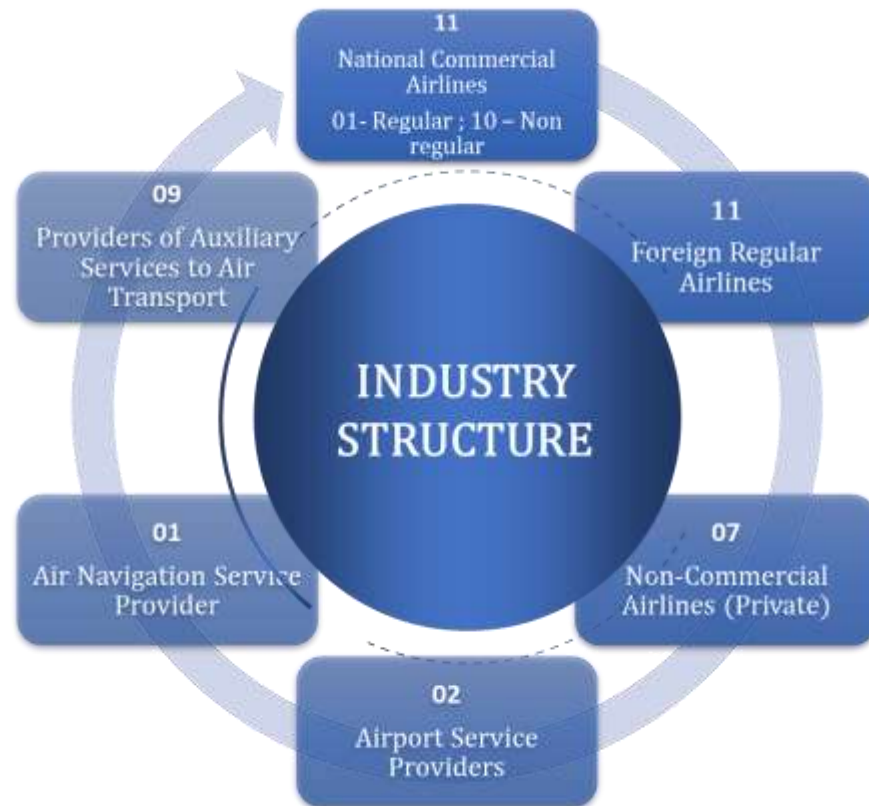 11
National Commercial
Airlines
01- Regular ; 10 – Non
regular
11
Foreign Regular
Airlines
07
Non-Commercial
Airlines (Private)
02
Airport Service
Providers
01
Air Navigation Service
Provider
09
Providers of Auxiliary
Services to Air
Transport
INDUSTRY
STRUCTURE